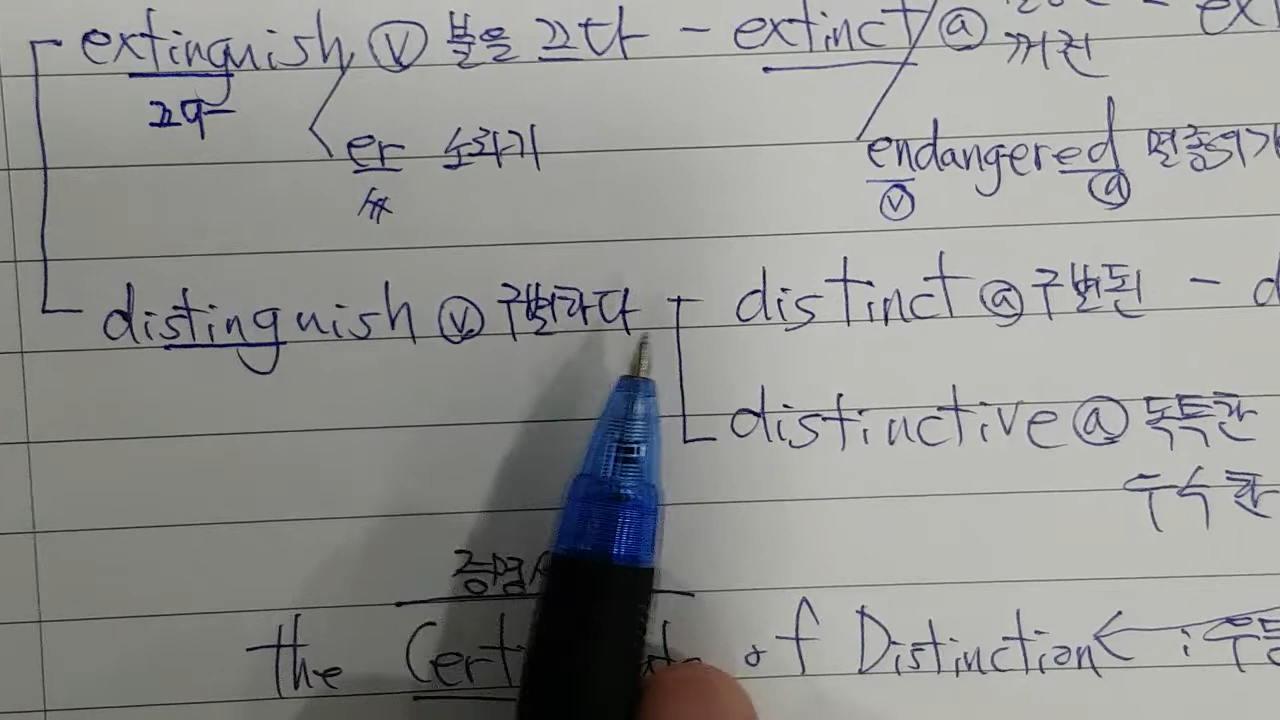 extinguish ⓥ 불을 끄다 - extinct ⓐ 꺼진
끄다
er 소화기
endangered 멸종위기
ⓥ ⓐ
distinguish ⓥ 구별하다 - distinct ⓐ 구별된 -
distinctive ⓐ 독특한
우수한
the of Distinction ← :